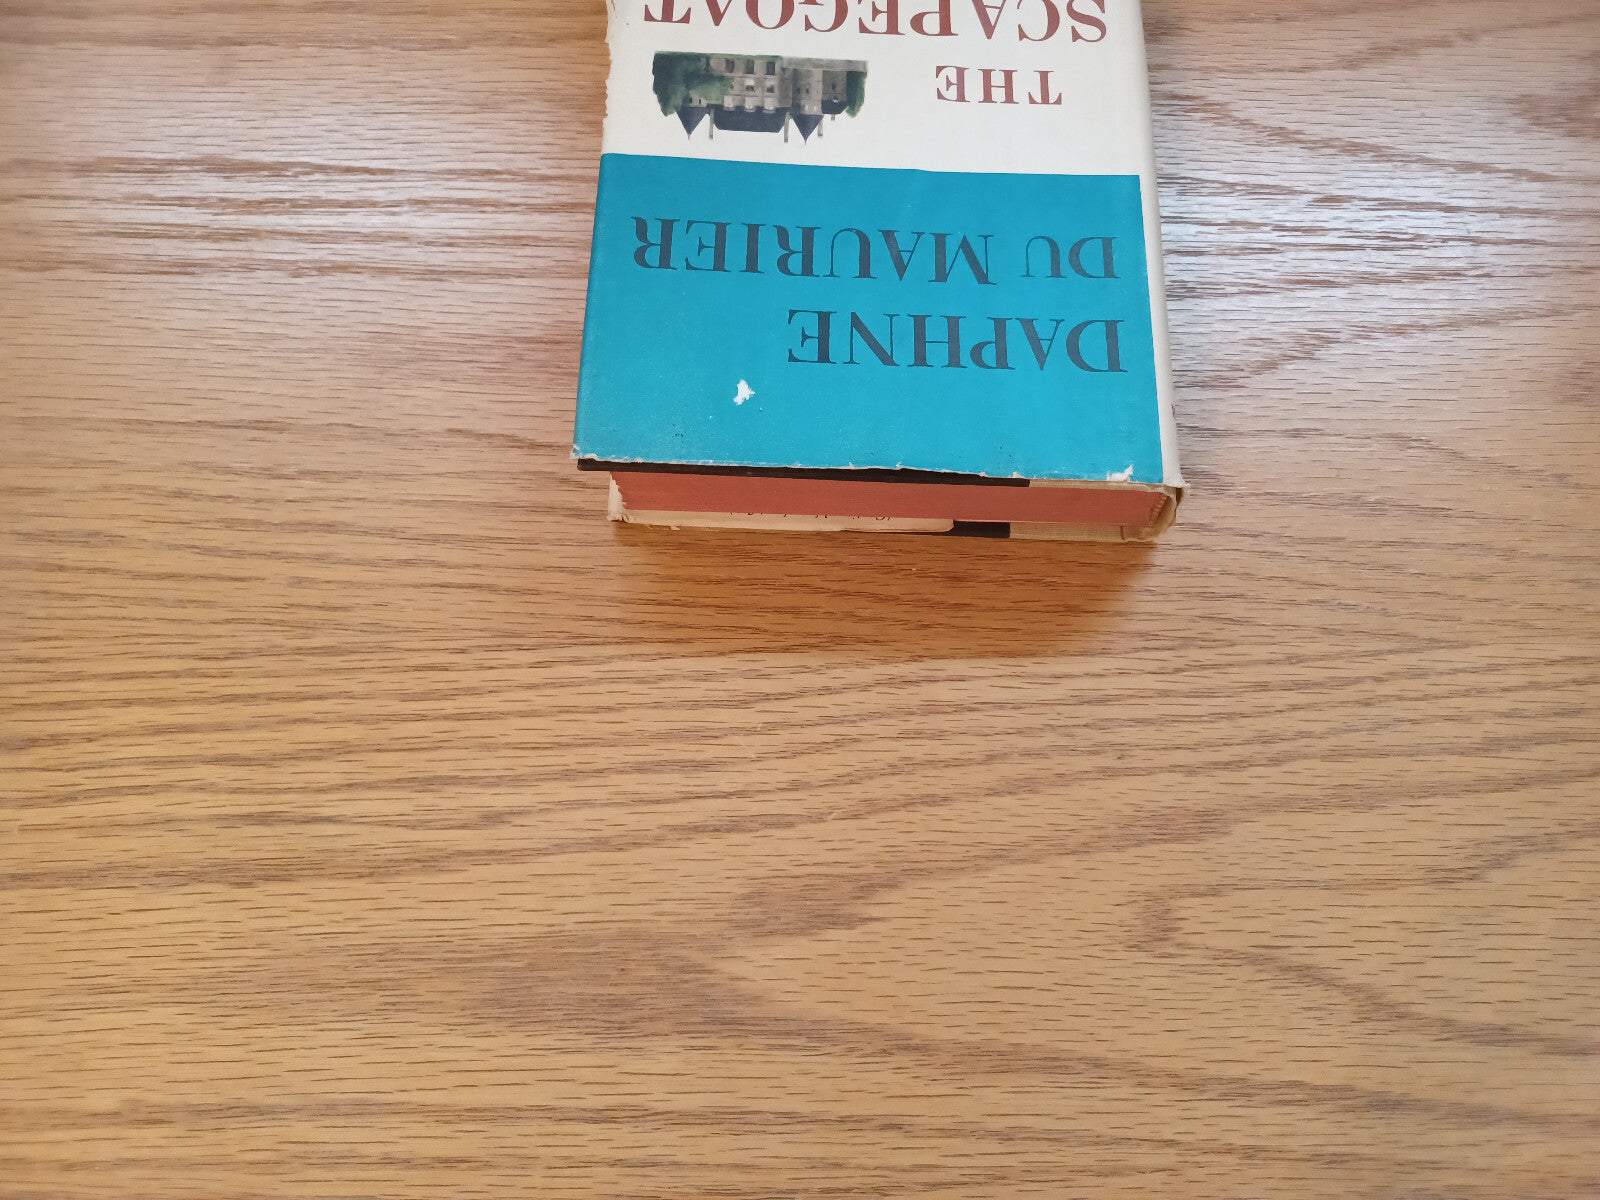 DAPHNE
DU MAURIER
THE
SCAPEGOAT